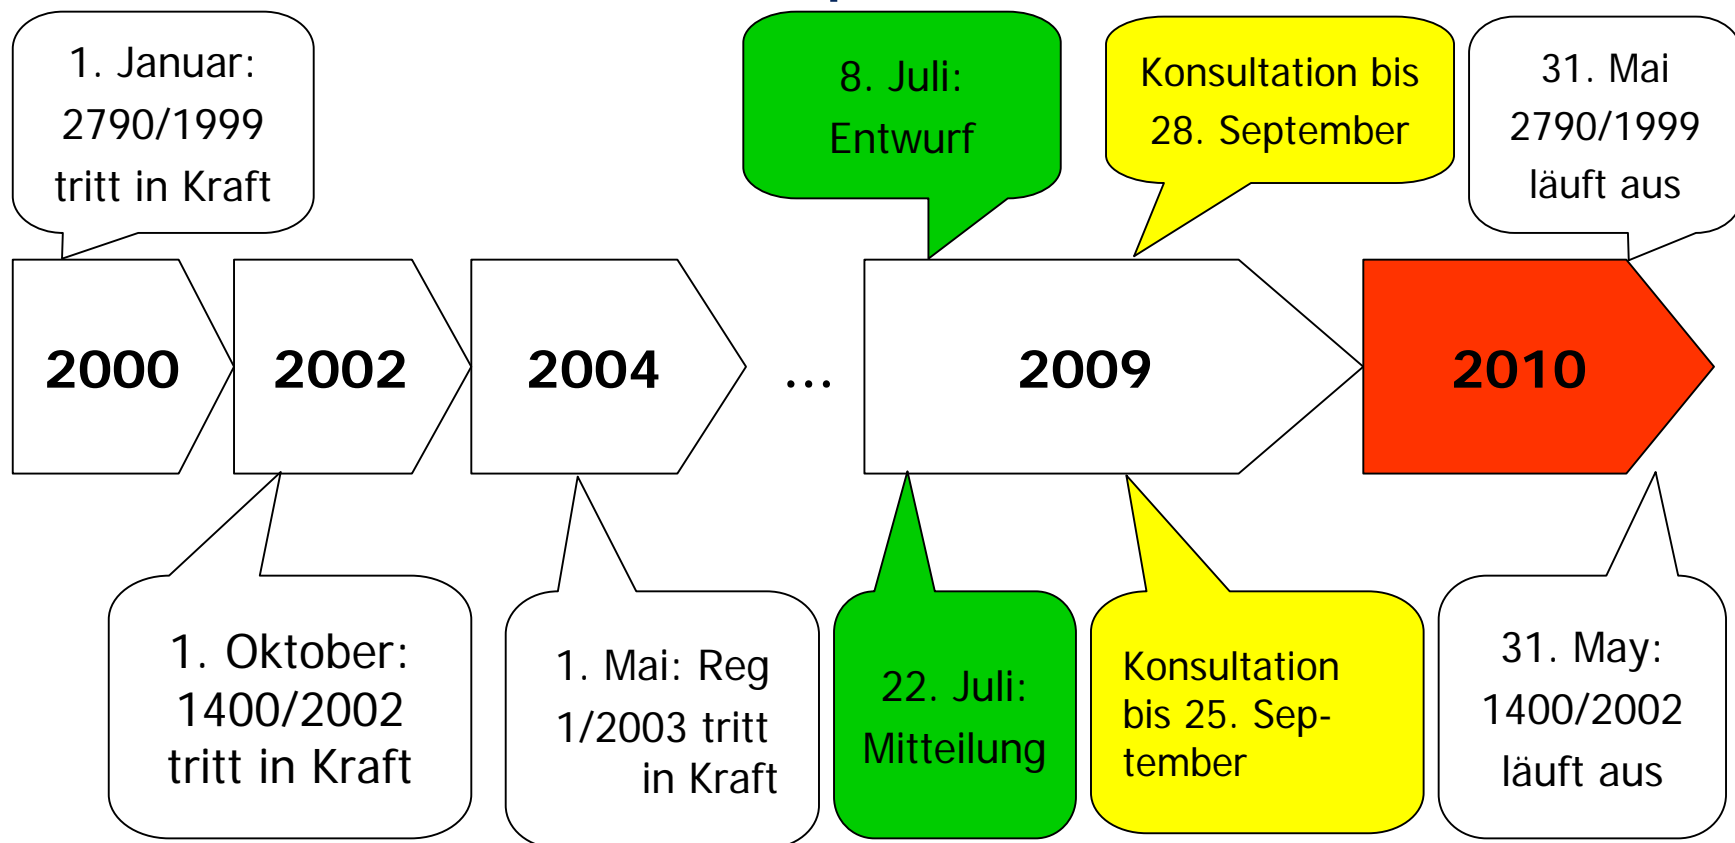 1. Januar:
2790/1999
tritt in Kraft
8. Juli:
Entwurf
Konsultation bis
28. September
31. Mai
2790/1999
läuft aus
2000
2002
2004
...
2009
2010
1. Oktober:
1400/2002
tritt in Kraft
1. Mai: Reg
1/2003 tritt
in Kraft
22. Juli:
Mitteilung
Konsultation
bis 25. Sep-
tember
31. May:
1400/2002
läuft aus